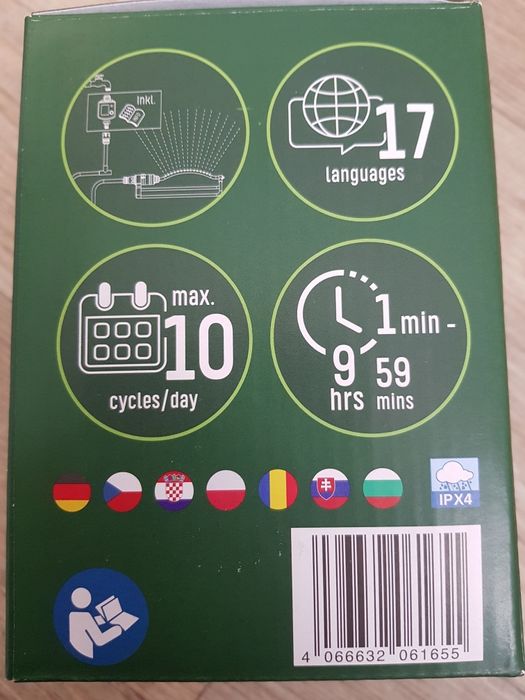 inkl.
17
languages
max.
10
cycles/day
1 min -
9 59
hrs mins
IPX4
4 066632 061655